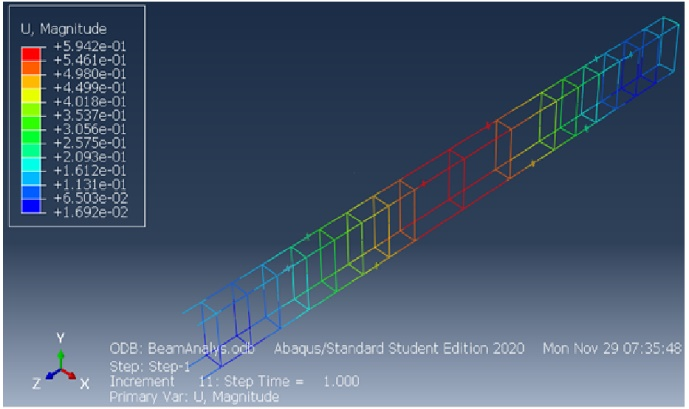 U, Magnitude
+5.942e-01
+5.461e-01
+4.980e-01
+4.499e-01
+4.018e-01
+3.537e-01
+3.056e-01
+2.575e-01
+2.093e-01
+1.612e-01
+1.131e-01
+6.503e-02
+1.692e-02
Y
Z
X
ODB: BeamAnalys.odb Abaqus/Standard Student Edition 2020 Mon Nov 29 07:35:48
Step: Step-1
Increment 11: Step Time = 1.000
Primary Var: U, Magnitude